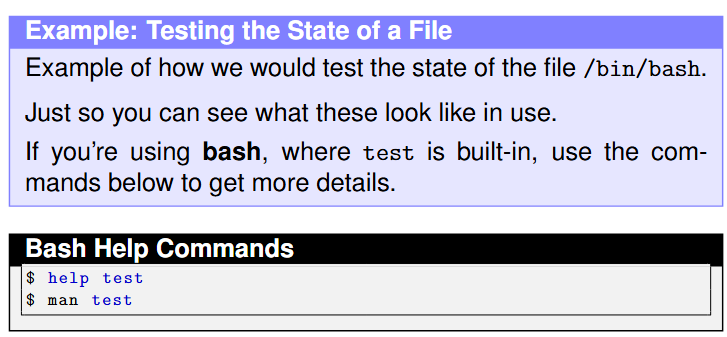 Example: Testing the State of a File
Example of how we would test the state of the file /bin/bash.
Just so you can see what these look like in use.
If you're using bash, where test is built-in, use the com-
mands below to get more details.
Bash Help Commands
$ help test
$ man test